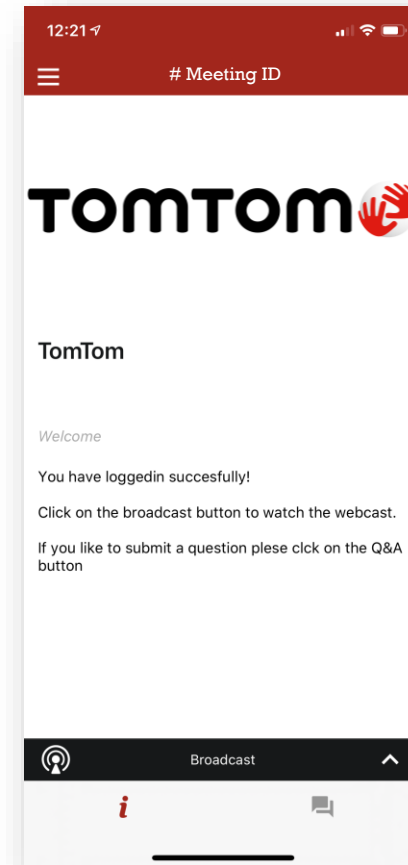 12:21
# Meeting ID
TOMTOM
TomTom
Welcome
You have loggedin succesfully!
Click on the broadcast button to watch the webcast.
If you like to submit a question plese clck on the Q&A
button
Broadcast
i